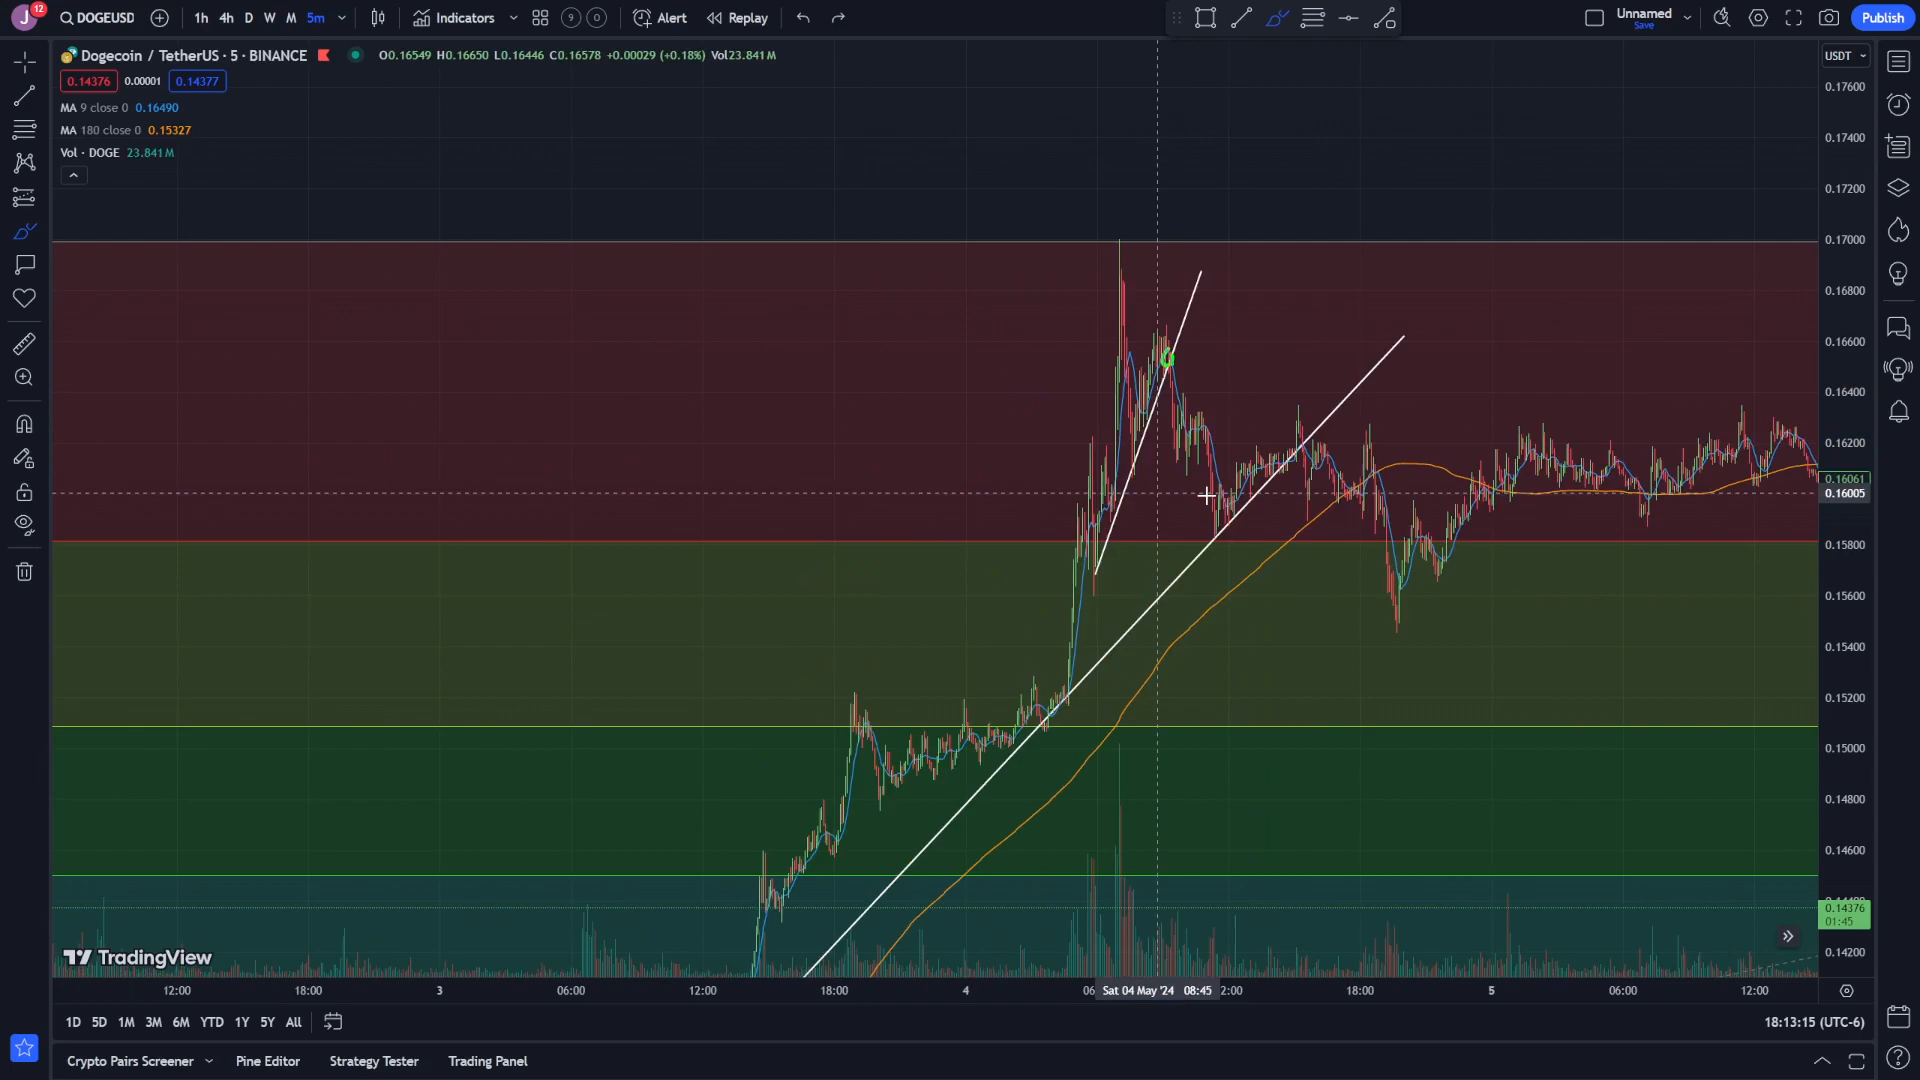 J 12 DOGEUSD 1h 4h D W M 5m Indicators 9 Alert Replay Unnamed Save Publish
Dogecoin / TetherUS · 5 · BINANCE O0.16549 H0.16650 L0.16446 C0.16578 +0.00029 (+0.18%) Vol23.841M USDT
0.14376 0.00001 0.14377
MA 9 close 0 0.16490
MA 180 close 0 0.15327
Vol · DOGE 23.841M
0.17600
0.17400
0.17200
0.17000
0.16800
0.16600
0.16400
0.16200
0.16061
0.16005
0.15800
0.15600
0.15400
0.15200
0.15000
0.14800
0.14600
0.14376
01:45
0.14200
TradingView
12:00 18:00 3 06:00 12:00 18:00 4 Sat 04 May '24 08:45 18:00 5 06:00 12:00
1D 5D 1M 3M 6M YTD 1Y 5Y All 18:13:15 (UTC-6)
Crypto Pairs Screener Pine Editor Strategy Tester Trading Panel